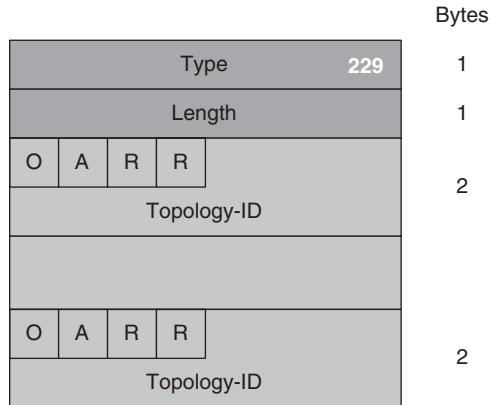 Bytes
Type 229 1
Length 1
O A R R
2
Topology-ID
O A R R
2
Topology-ID